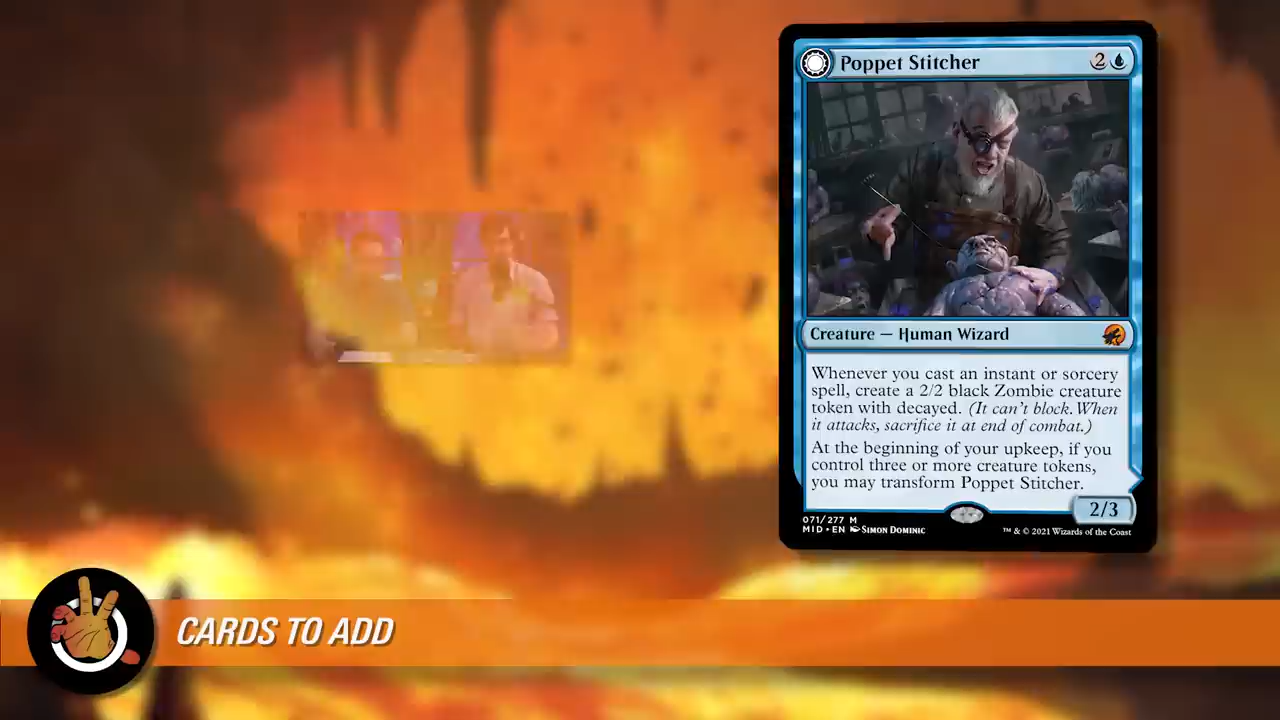 Poppet Stitcher
2
Creature — Human Wizard
Whenever you cast an instant or sorcery
spell, create a 2/2 black Zombie creature
token with decayed. (It can't block. When
it attacks, sacrifice it at end of combat.)
At the beginning of your upkeep, if you
control three or more creature tokens,
you may transform Poppet Stitcher.
2/3
071/277 M
MID • EN SIMON DOMINIC
™ & © 2021 Wizards of the Coast
CARDS TO ADD